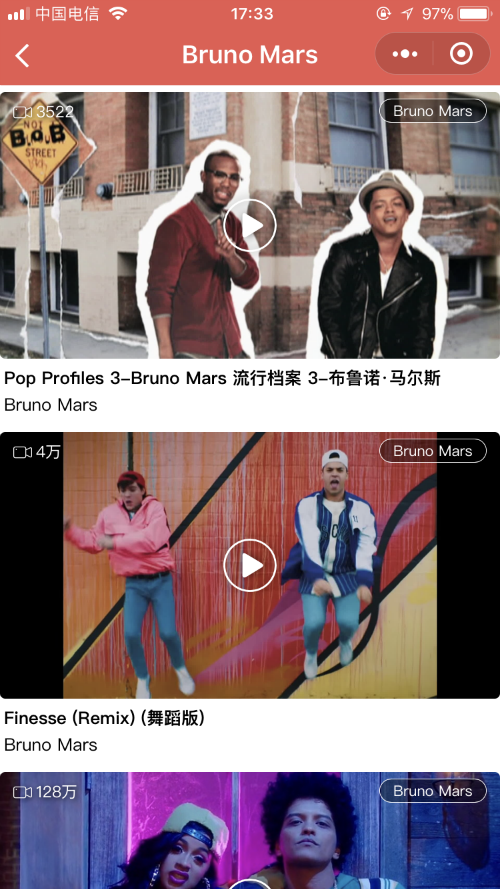 中国电信 17:33 97%
Bruno Mars
3522 Bruno Mars
NOT
B.o.B
STREET
Pop Profiles 3-Bruno Mars 流行档案 3-布鲁诺·马尔斯
Bruno Mars
4万 Bruno Mars
Finesse (Remix) (舞蹈版)
Bruno Mars
128万 Bruno Mars